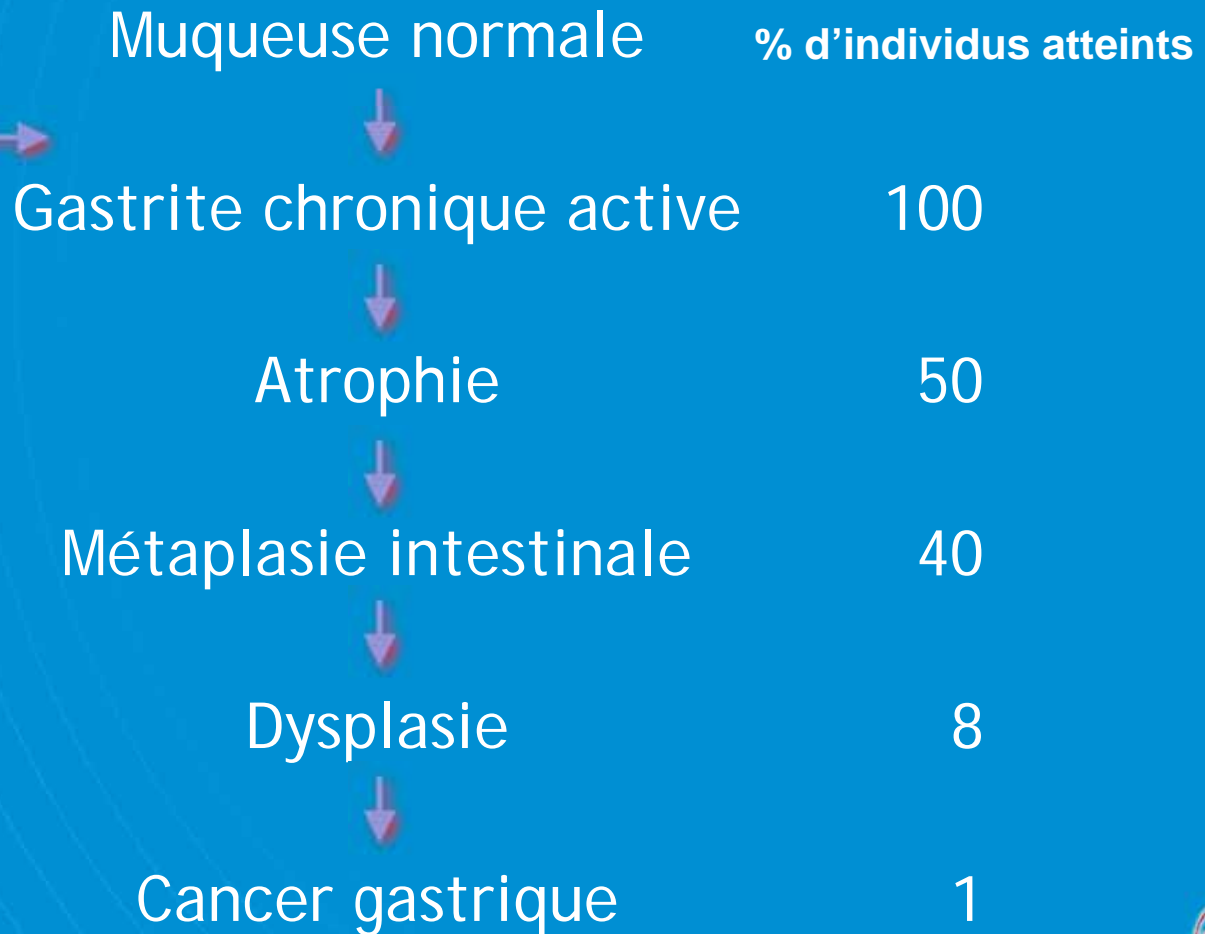 Muqueuse normale % d'individus atteints
Gastrite chronique active 100
Atrophie 50
Métaplasie intestinale 40
Dysplasie 8
Cancer gastrique 1